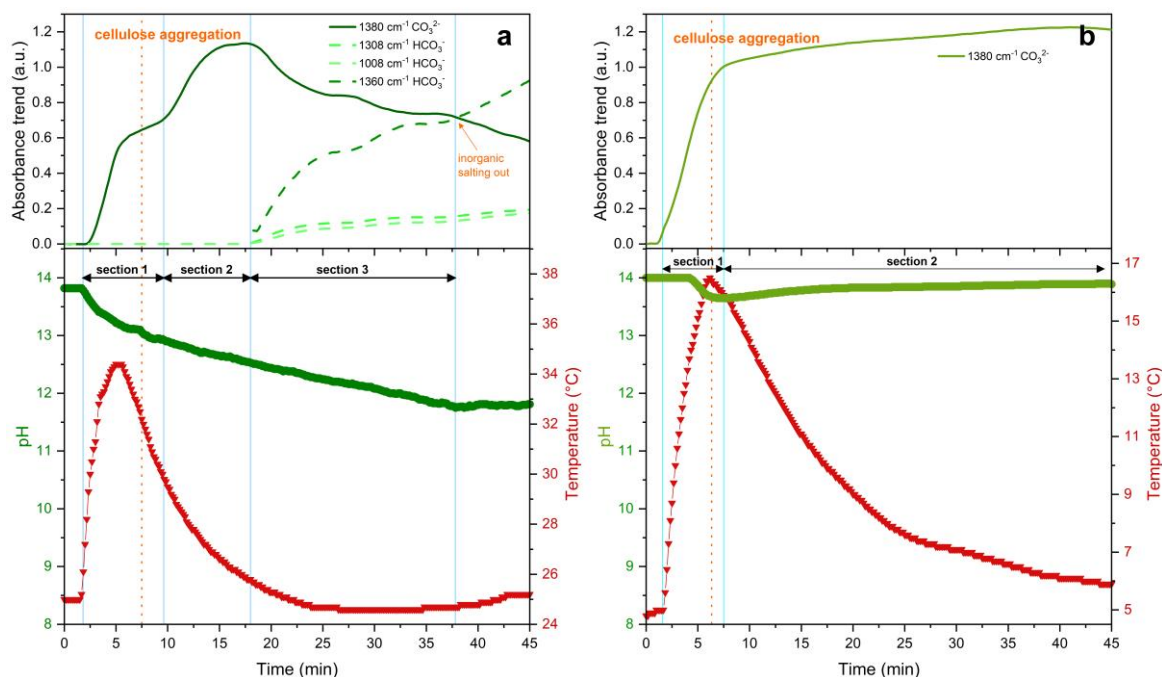 a
cellulose aggregation
1380 cm⁻¹ CO₃²⁻
1308 cm⁻¹ HCO₃⁻
1008 cm⁻¹ HCO₃⁻
1360 cm⁻¹ HCO₃⁻
inorganic
salting out
Absorbance trend (a.u.)
1.2
1.0
0.8
0.6
0.4
0.2
0.0
section 1
section 2
section 3
pH
14
13
12
11
10
9
8
Temperature (°C)
38
36
34
32
30
28
26
24
0 5 10 15 20 25 30 35 40 45
Time (min)
b
cellulose aggregation
1380 cm⁻¹ CO₃²⁻
Absorbance trend (a.u.)
1.2
1.0
0.8
0.6
0.4
0.2
0.0
section 1
section 2
pH
14
13
12
11
10
9
8
Temperature (°C)
17
16
13
11
9
7
5
0 5 10 15 20 25 30 35 40 45
Time (min)